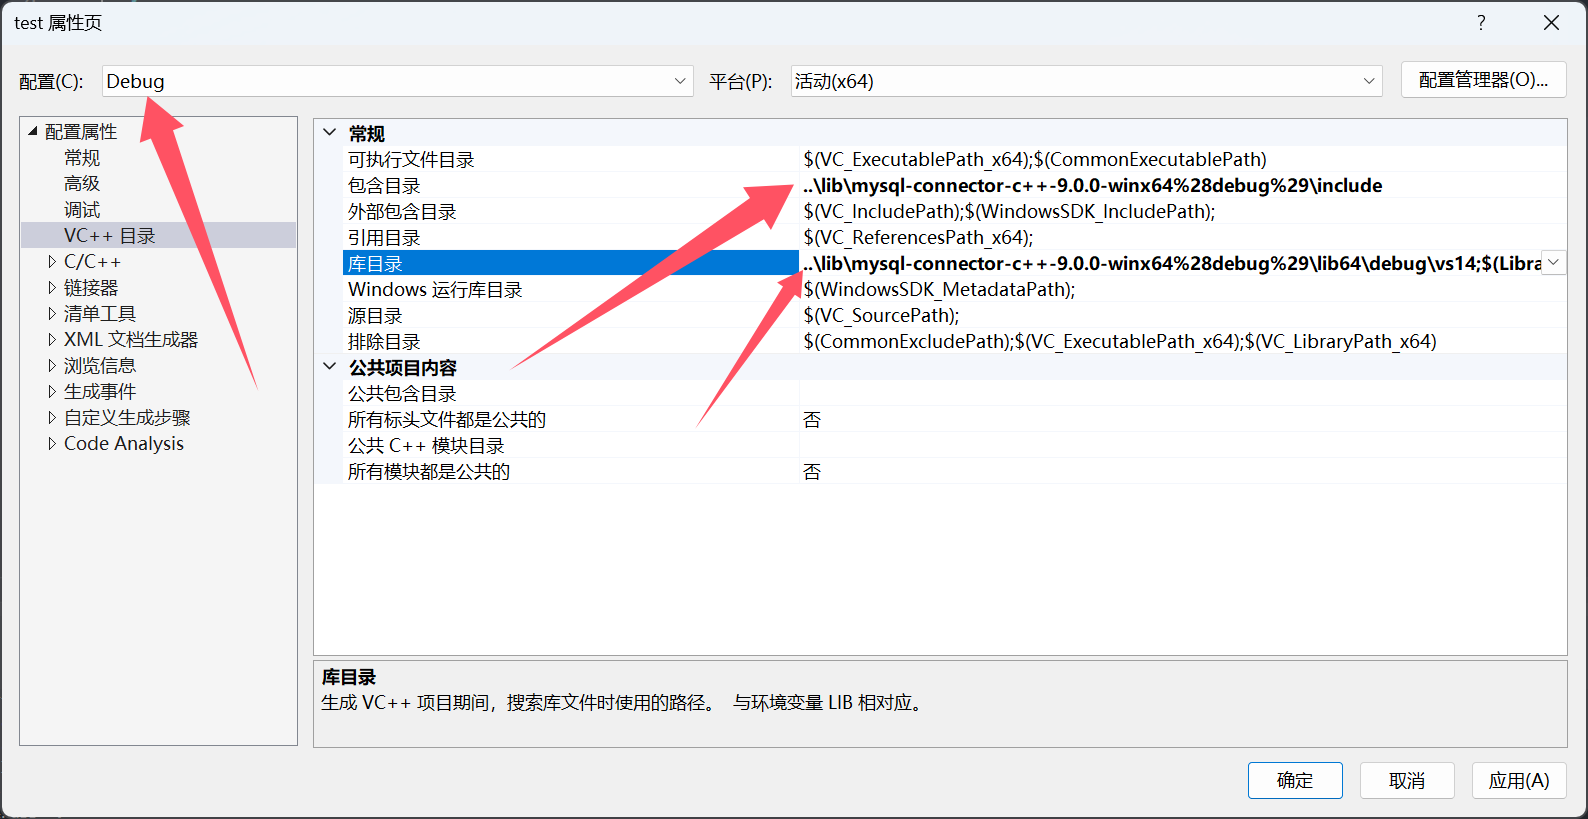 test 属性页
?
配置(C):
Debug
平台(P):
活动(x64)
配置管理器(O)...
配置属性
常规
高级
调试
VC++ 目录
C/C++
链接器
清单工具
XML 文档生成器
浏览信息
生成事件
自定义生成步骤
Code Analysis
常规
可执行文件目录 $(VC_ExecutablePath_x64);$(CommonExecutablePath)
包含目录 ..\lib\mysql-connector-c++-9.0.0-winx64%28debug%29\include
外部包含目录 $(VC_IncludePath);$(WindowsSDK_IncludePath);
引用目录 $(VC_ReferencesPath_x64);
库目录 ..\lib\mysql-connector-c++-9.0.0-winx64%28debug%29\lib64\debug\vs14;$(Libra
Windows 运行库目录 $(WindowsSDK_MetadataPath);
源目录 $(VC_SourcePath);
排除目录 $(CommonExcludePath);$(VC_ExecutablePath_x64);$(VC_LibraryPath_x64)
公共项目内容
公共包含目录
所有标头文件都是公共的 否
公共 C++ 模块目录
所有模块都是公共的 否
库目录
生成 VC++ 项目期间，搜索库文件时使用的路径。 与环境变量 LIB 相对应。
确定
取消
应用(A)